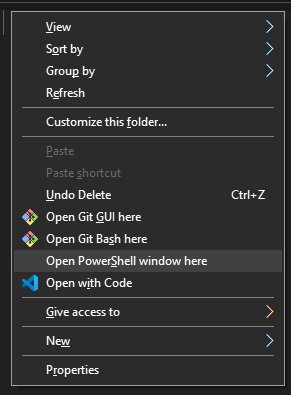 View
Sort by
Group by
Refresh
Customize this folder...
Paste
Paste shortcut
Undo Delete Ctrl+Z
Open Git GUI here
Open Git Bash here
Open PowerShell window here
Open with Code
Give access to
New
Properties